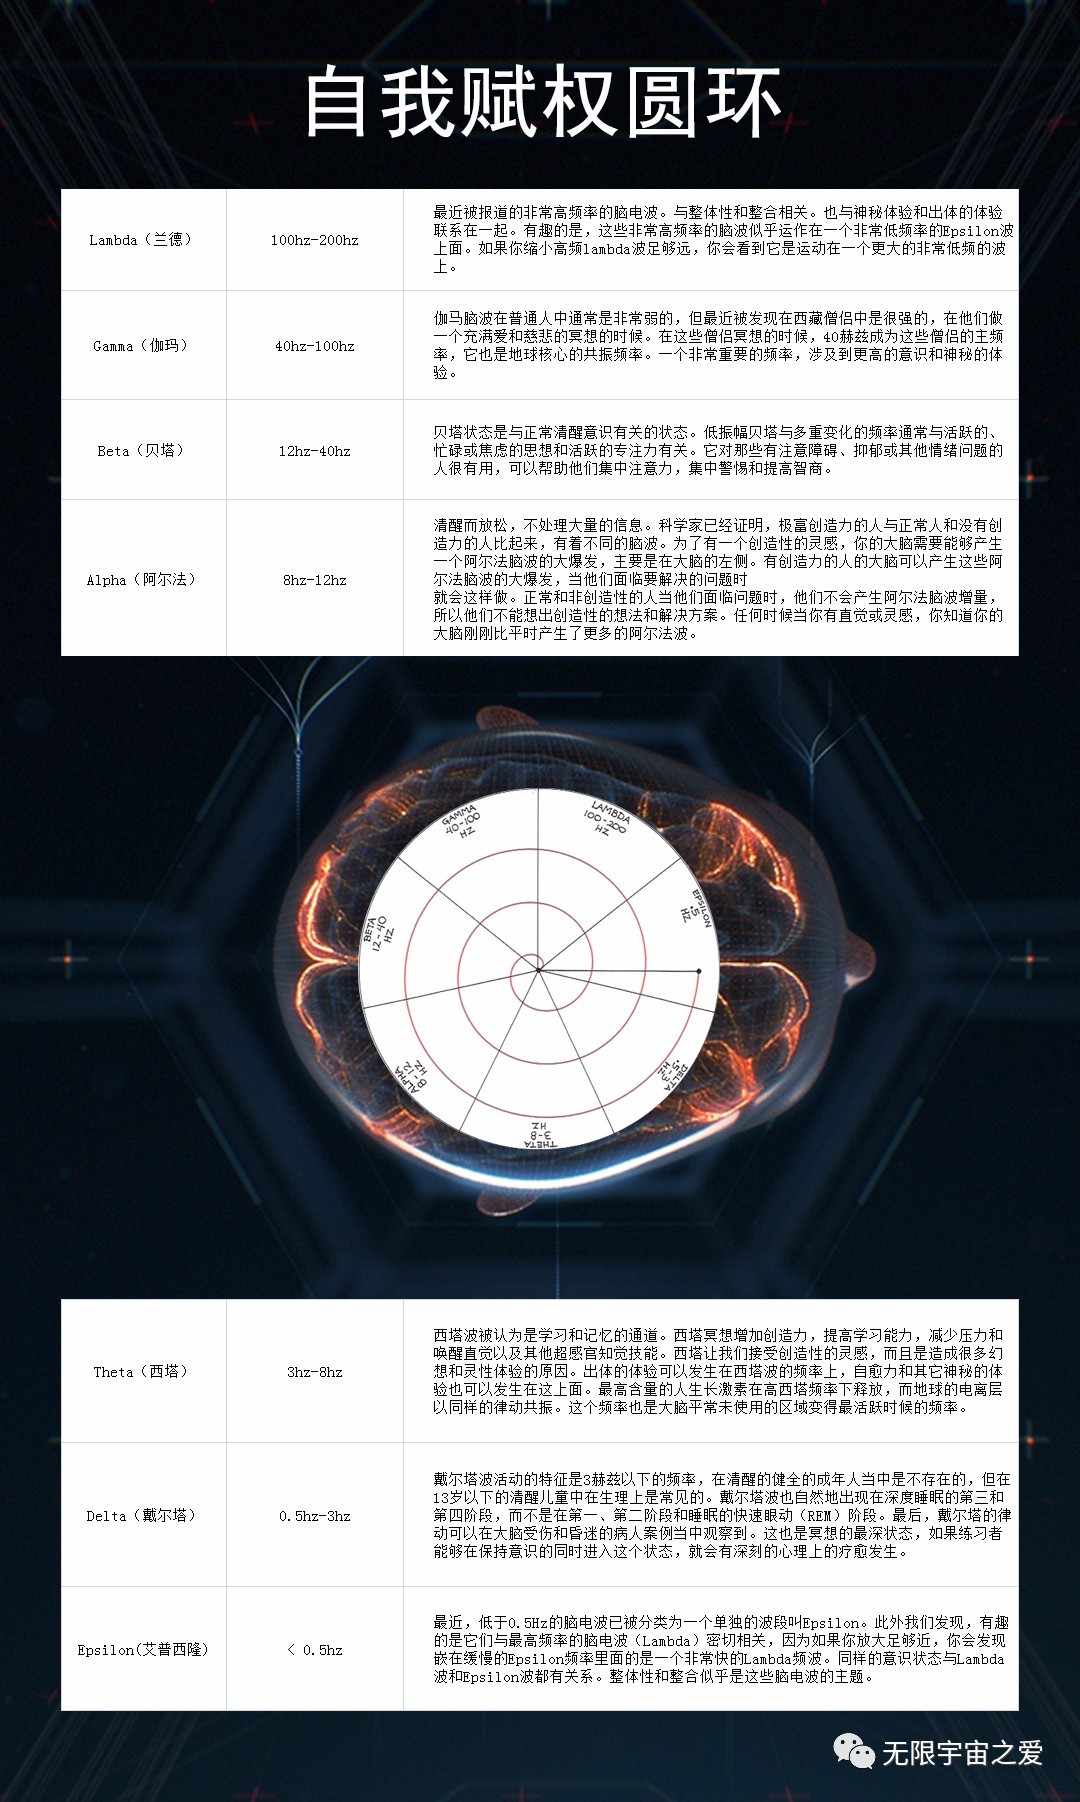 自我赋权圆环
Lambda（兰德）
100hz-200hz
最近被报道的非常高频率的脑电波。与整体性和整合相关。也与神秘体验和出体的体验
联系在一起。有趣的是，这些非常高频率的脑波似乎运作在一个非常低频率的Epsilon波
上面。如果你缩小高频lambda波足够远，你会看到它是运动在一个更大的非常低频的波
上。
Gamma（伽玛）
40hz-100hz
伽马脑波在普通人中通常是非常弱的，但最近被发现在西藏僧侣中是很强的，在他们做
一个充满爱和慈悲的冥想的时候。在这些僧侣冥想的时候，40赫兹成为这些僧侣的主频
率，它也是地球核心的共振频率。一个非常重要的频率，涉及到更高的意识和神秘的体
验。
Beta（贝塔）
12hz-40hz
贝塔状态是与正常清醒意识有关的状态。低振幅贝塔与多重变化的频率通常与活跃的、
忙碌或焦虑的思想和活跃的专注力有关。它对那些有注意障碍、抑郁或其他情绪问题的
人很有用，可以帮助他们集中注意力，集中警惕和提高智商。
Alpha（阿尔法）
8hz-12hz
清醒而放松，不处理大量的信息。科学家已经证明，极富创造力的人与正常人和没有创
造力的人比起来，有着不同的脑波。为了有一个创造性的灵感，你的大脑需要能够产生
一个阿尔法脑波的大爆发，主要是在大脑的左侧。有创造力的人的大脑可以产生这些阿
尔法脑波的大爆发，当他们面临要解决的问题时
就会这样做。正常和非创造性的人当他们面临问题时，他们不会产生阿尔法脑波增量，
所以他们不能想出创造性的想法和解决方案。任何时候当你有直觉或灵感，你知道你的
大脑刚刚比平时产生了更多的阿尔法波。
GAMMA
40-100
HZ
LAMBDA
100-200
HZ
EPSILON
.5
HZ
BETA
12-40
HZ
ALPHA
8-12
HZ
DELTA
.5-3
HZ
THETA
3-8
HZ
Theta（西塔）
3hz-8hz
西塔波被认为是学习和记忆的通道。西塔冥想增加创造力，提高学习能力，减少压力和
唤醒直觉以及其他超感官知觉技能。西塔让我们接受创造性的灵感，而且是造成很多幻
想和灵性体验的原因。出体的体验可以发生在西塔波的频率上，自愈力和其它神秘的体
验也可以发生在这上面。最高含量的人生长激素在高西塔频率下释放，而地球的电离层
以同样的律动共振。这个频率也是大脑平常未使用的区域变得最活跃时候的频率。
Delta（戴尔塔）
0.5hz-3hz
戴尔塔波活动的特征是3赫兹以下的频率，在清醒的健全的成年人当中是不存在的，但在
13岁以下的清醒儿童中在生理上是常见的。戴尔塔波也自然地出现在深度睡眠的第三和
第四阶段，而不是在第一、第二阶段和睡眠的快速眼动（REM）阶段。最后，戴尔塔的律
动可以在大脑受伤和昏迷的病人案例当中观察到。这也是冥想的最深状态，如果练习者
能够在保持意识的同时进入这个状态，就会有深刻的心理上的疗愈发生。
Epsilon(艾普西隆)
< 0.5hz
最近，低于0.5Hz的脑电波已被分类为一个单独的波段叫Epsilon。此外我们发现，有趣
的是它们与最高频率的脑电波（Lambda）密切相关，因为如果你放大足够近，你会发现
嵌在缓慢的Epsilon频率里面的是一个非常快的Lambda频波。同样的意识状态与Lambda
波和Epsilon波都有关系。整体性和整合似乎是这些脑电波的主题。
无限宇宙之爱